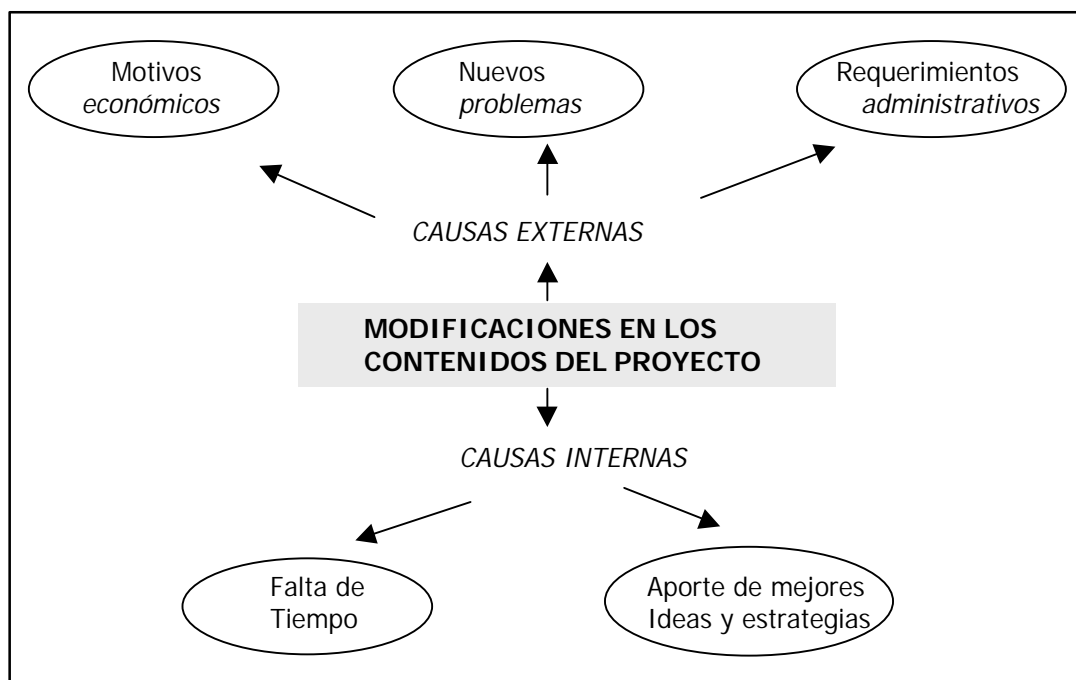 Motivos
económicos
Nuevos
problemas
Requerimientos
administrativos
CAUSAS EXTERNAS
MODIFICACIONES EN LOS
CONTENIDOS DEL PROYECTO
CAUSAS INTERNAS
Falta de
Tiempo
Aporte de mejores
Ideas y estrategias